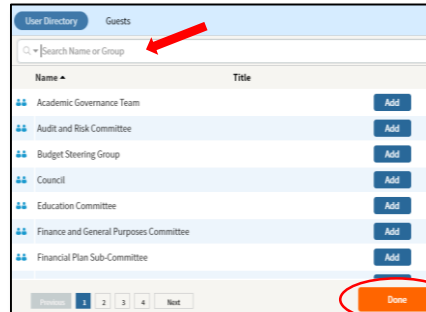 User Directory Guests
Search Name or Group
Name Title
Academic Governance Team Add
Audit and Risk Committee Add
Budget Steering Group Add
Council Add
Education Committee Add
Finance and General Purposes Committee Add
Financial Plan Sub-Committee Add
Previous 1 2 3 4 Next Done